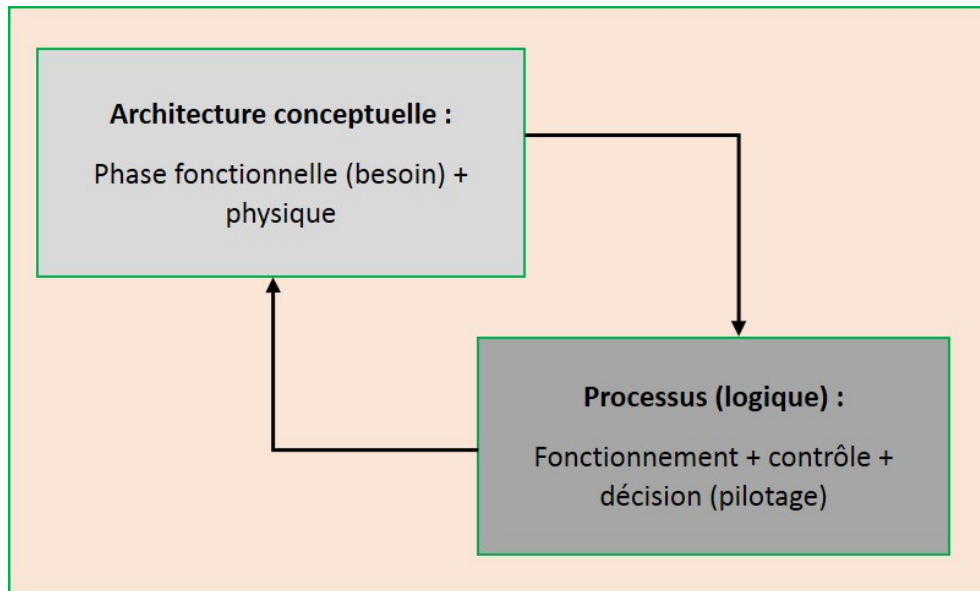 Architecture conceptuelle :
Phase fonctionnelle (besoin) +
physique
Processus (logique) :
Fonctionnement + contrôle +
décision (pilotage)